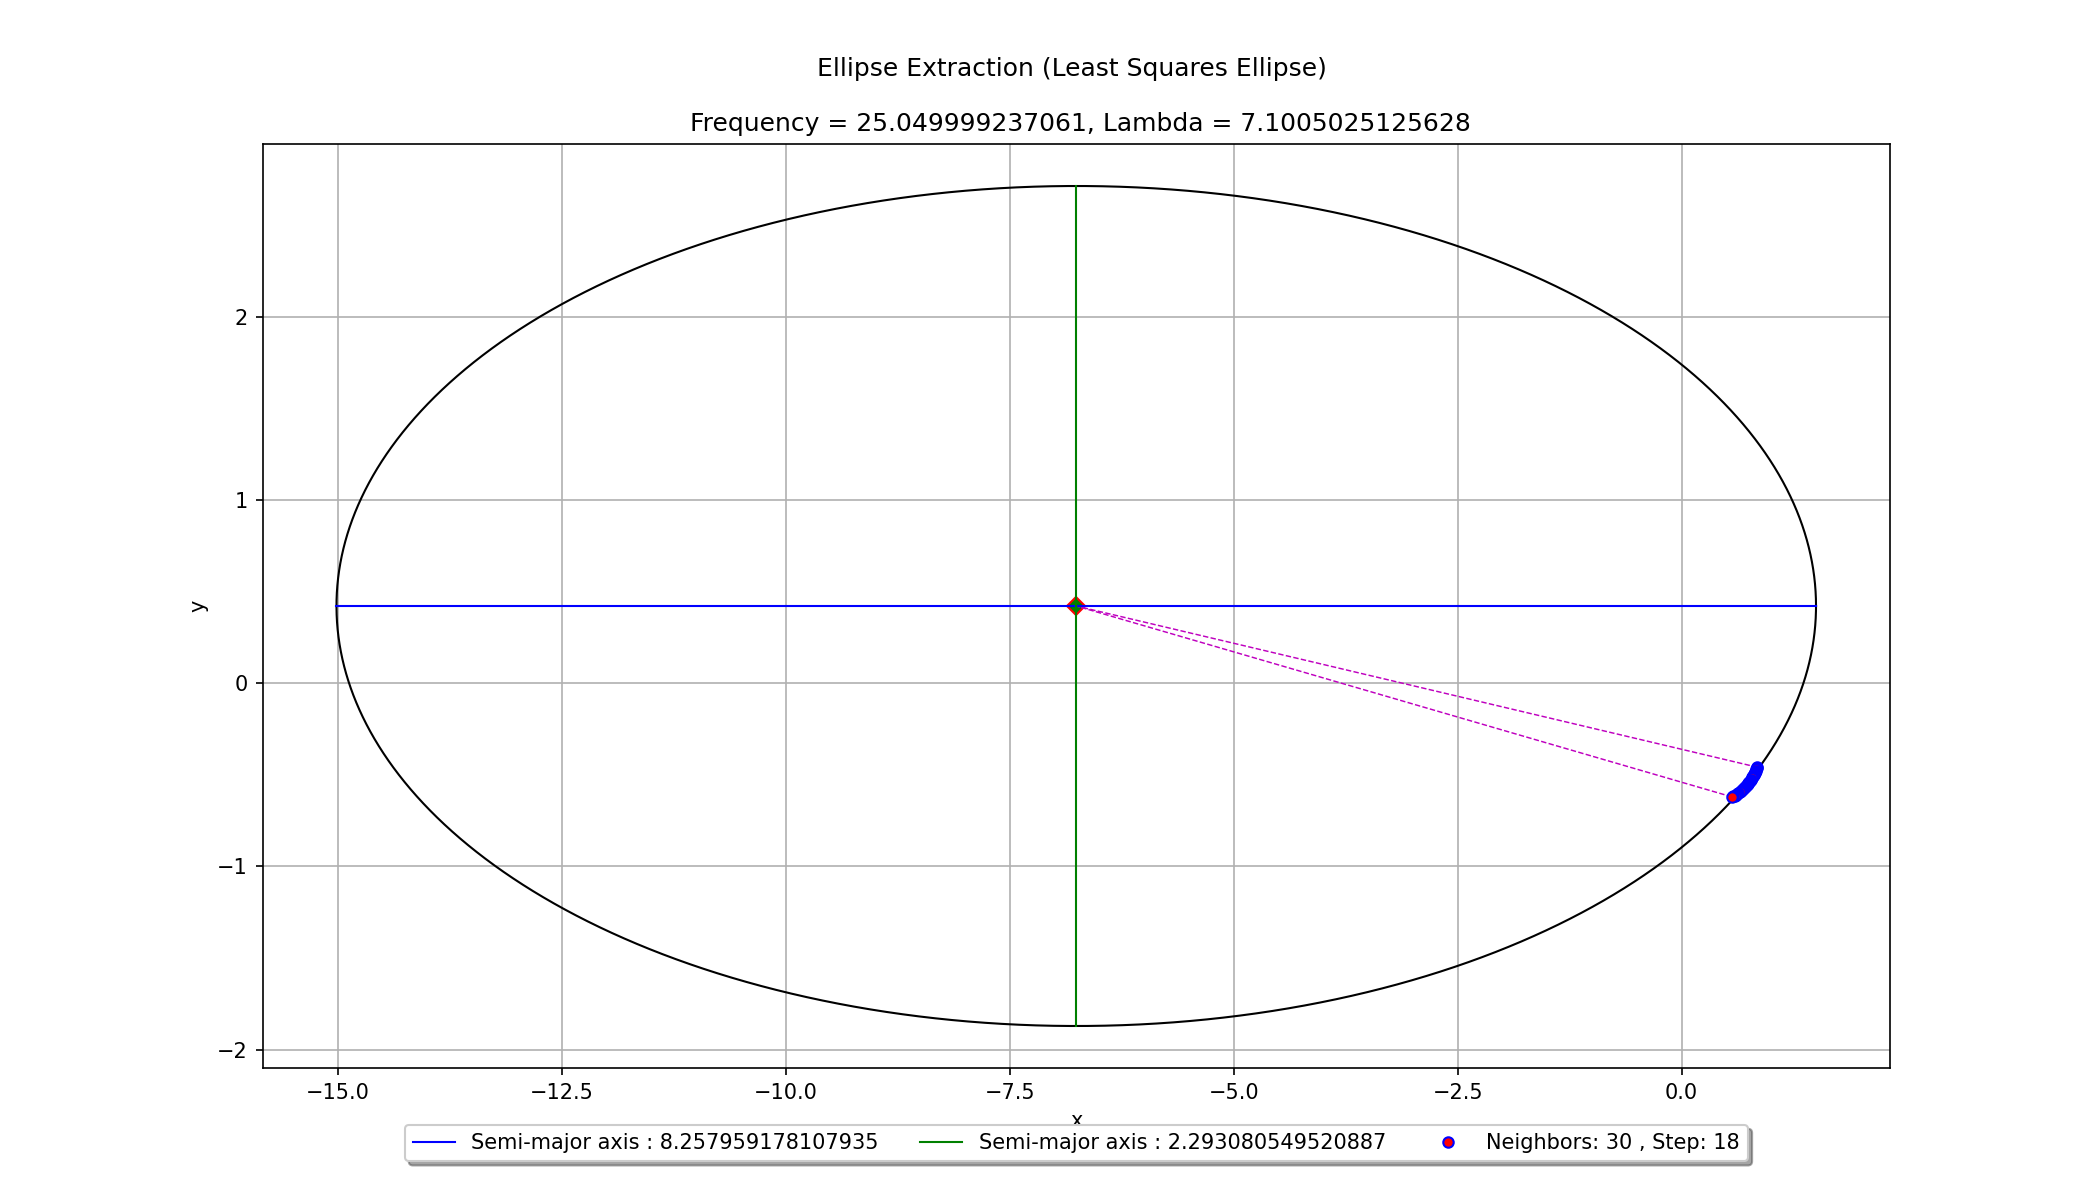 Ellipse Extraction (Least Squares Ellipse)
Frequency = 25.049999237061, Lambda = 7.1005025125628
2
1
y
0
−1
−2
−15.0 −12.5 −10.0 −7.5 −5.0 −2.5 0.0
x
Semi-major axis : 8.257959178107935 Semi-major axis : 2.293080549520887 Neighbors: 30 , Step: 18